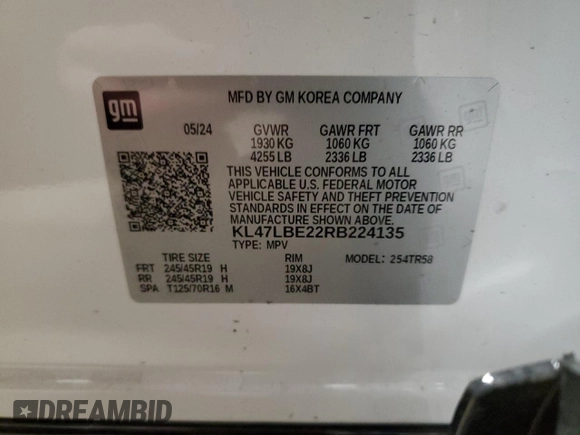 gm
MFD BY GM KOREA COMPANY
05/24 GVWR GAWR FRT GAWR RR
1930 KG 1060 KG 1060 KG
4255 LB 2336 LB 2336 LB
THIS VEHICLE CONFORMS TO ALL
APPLICABLE U.S. FEDERAL MOTOR
VEHICLE SAFETY AND THEFT PREVENTION
STANDARDS IN EFFECT ON THE DATE OF
MANUFACTURE SHOWN ABOVE.
KL47LBE22RB224135
TYPE: MPV MODEL: 254TR58
TIRE SIZE RIM
FRT 245/45R19 H 19X8J
RR 245/45R19 H 19X8J
SPA T125/70R16 M 16X4BT
DREAMBID